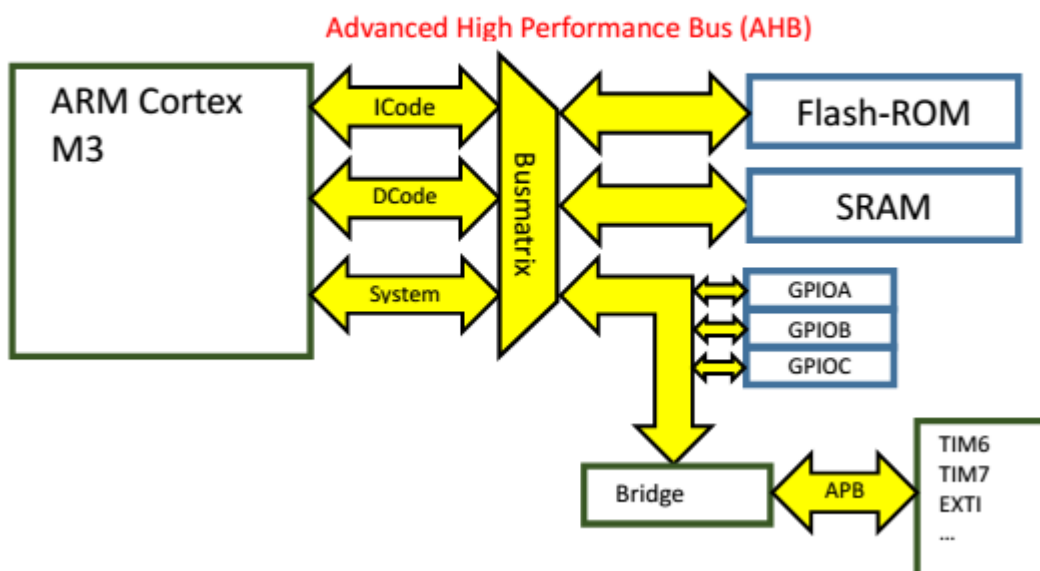 Advanced High Performance Bus (AHB)
ARM Cortex
M3
ICode
DCode
System
Busmatrix
Flash-ROM
SRAM
GPIOA
GPIOB
GPIOC
Bridge
APB
TIM6
TIM7
EXTI
...